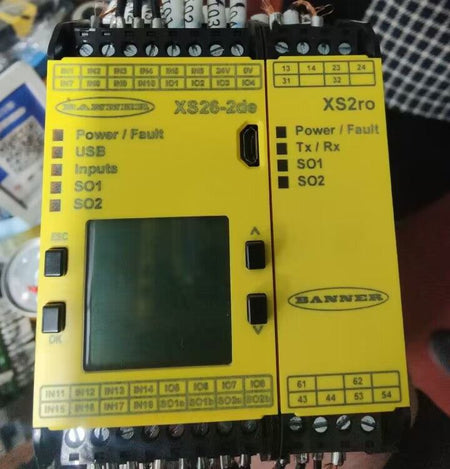 IN1 IN2 IN3 IN4 IN5 IN6 24V 0V
IN7 IN8 IN9 IN10 IO1 IO2 IO3 IO4
BANNER
XS26-2de
Power / Fault
USB
Inputs
SO1
SO2
ESC
OK
IN11 IN12 IN13 IN14 IO5 IO6 IO7 IO8
IN15 IN16 IN17 IN18 SO1a SO1b SO2a SO2b
13 14 23 24
31 32
XS2ro
Power / Fault
Tx / Rx
SO1
SO2
BANNER
61 62
43 44 53 54